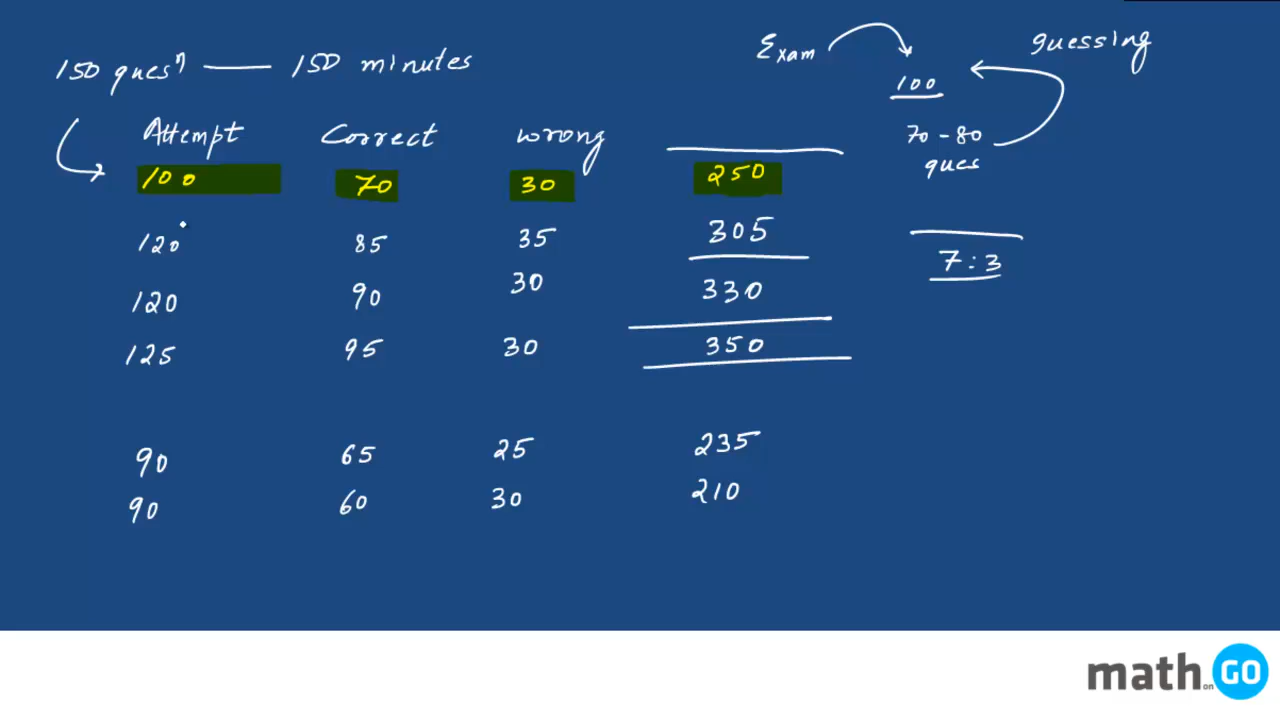 150 quesⁿ — 150 minutes
Exam
guessing
100
70 - 80
ques
Attempt Correct wrong
100 70 30 250
120 85 35 305
7 : 3
120 90 30 330
125 95 30 350
90 65 25 235
90 60 30 210
math on GO